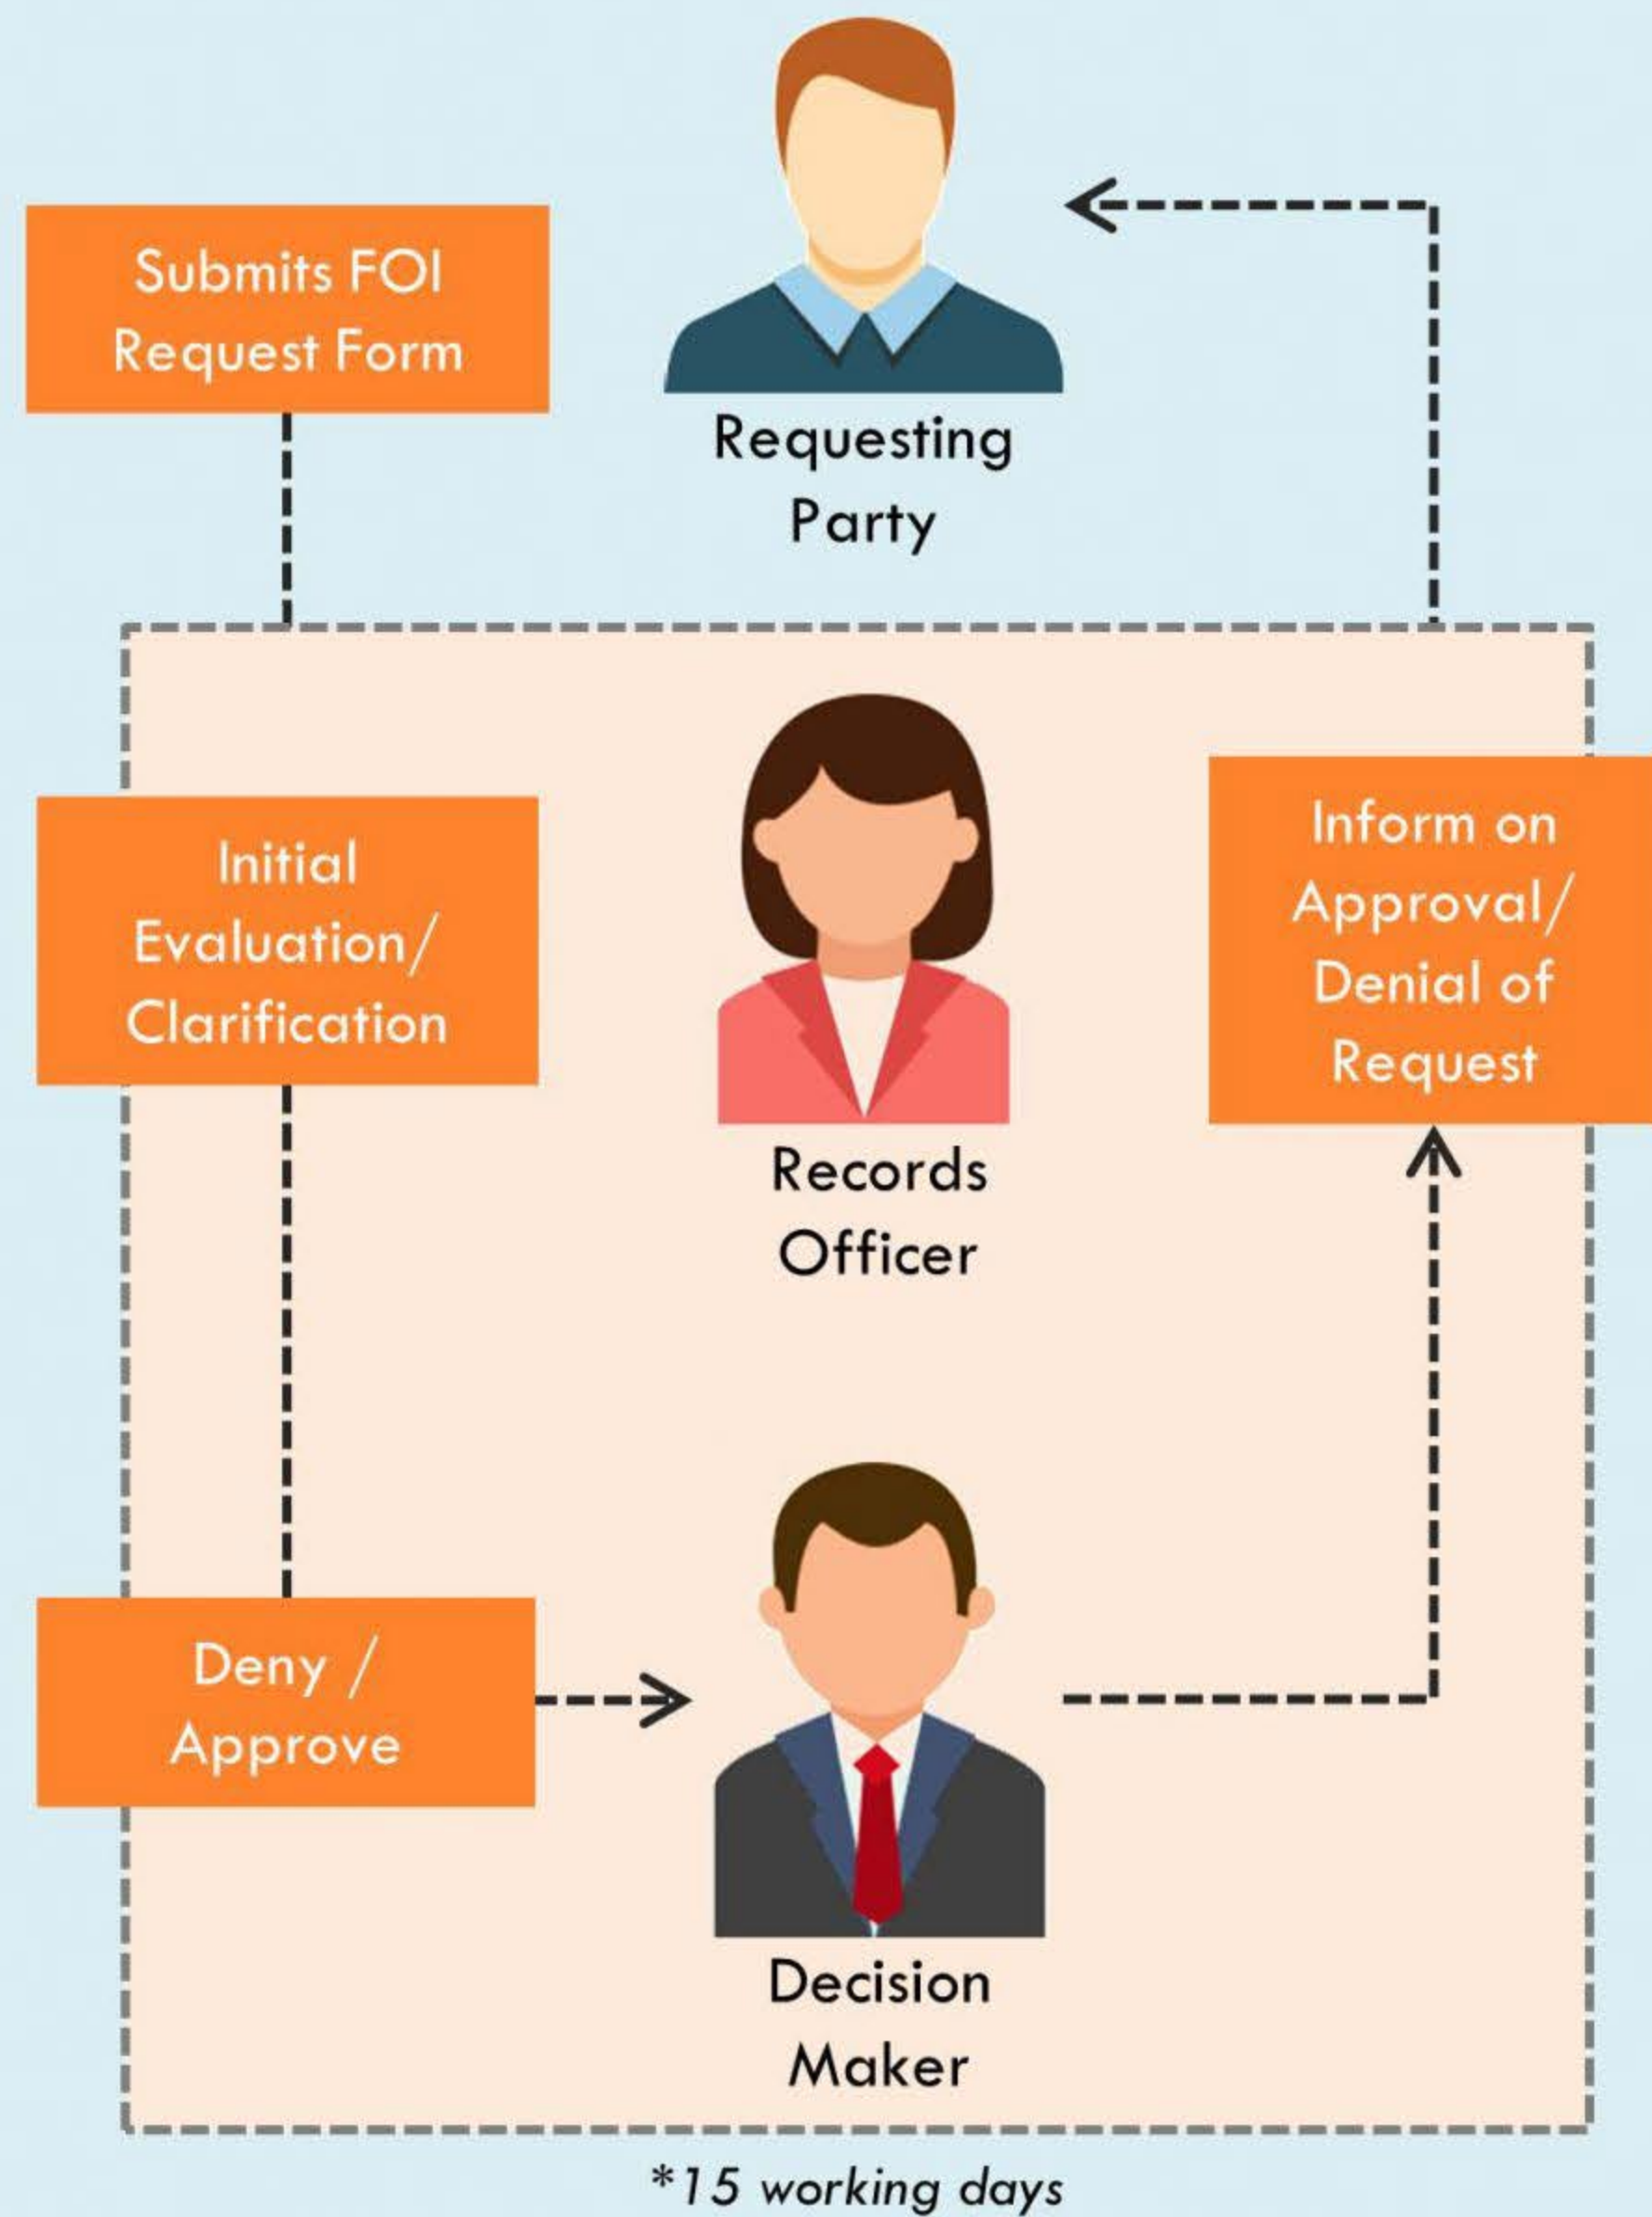 Submits FOI
Request Form
Requesting
Party
Initial
Evaluation/
Clarification
Records
Officer
Inform on
Approval/
Denial of
Request
Deny /
Approve
Decision
Maker
*15 working days